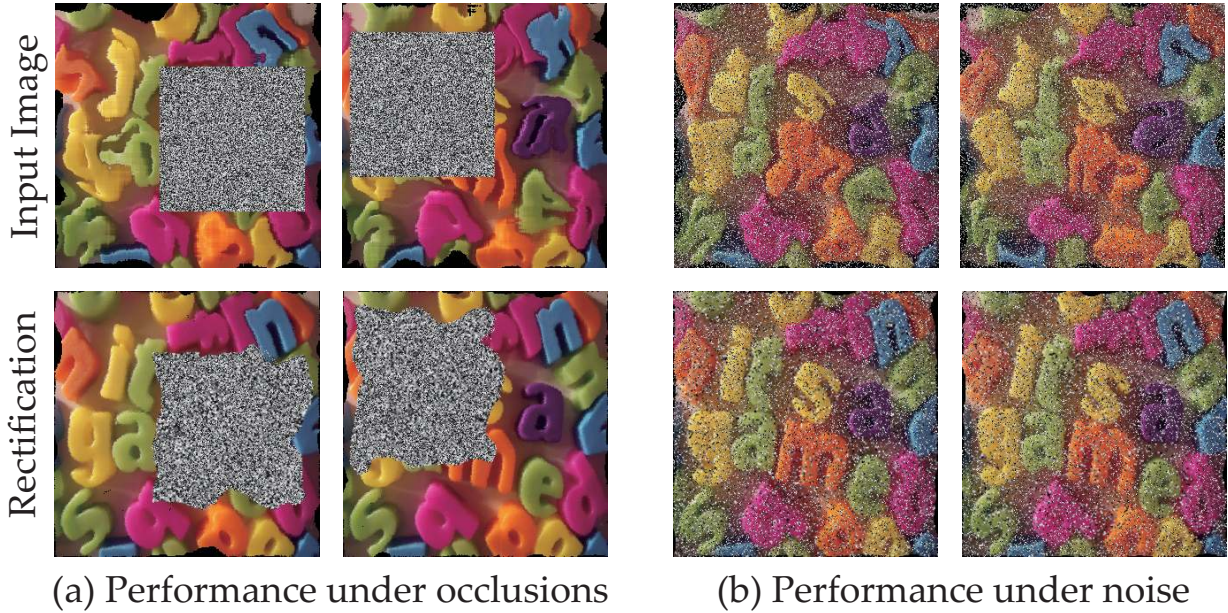 Input Image
Rectification
(a) Performance under occlusions
(b) Performance under noise